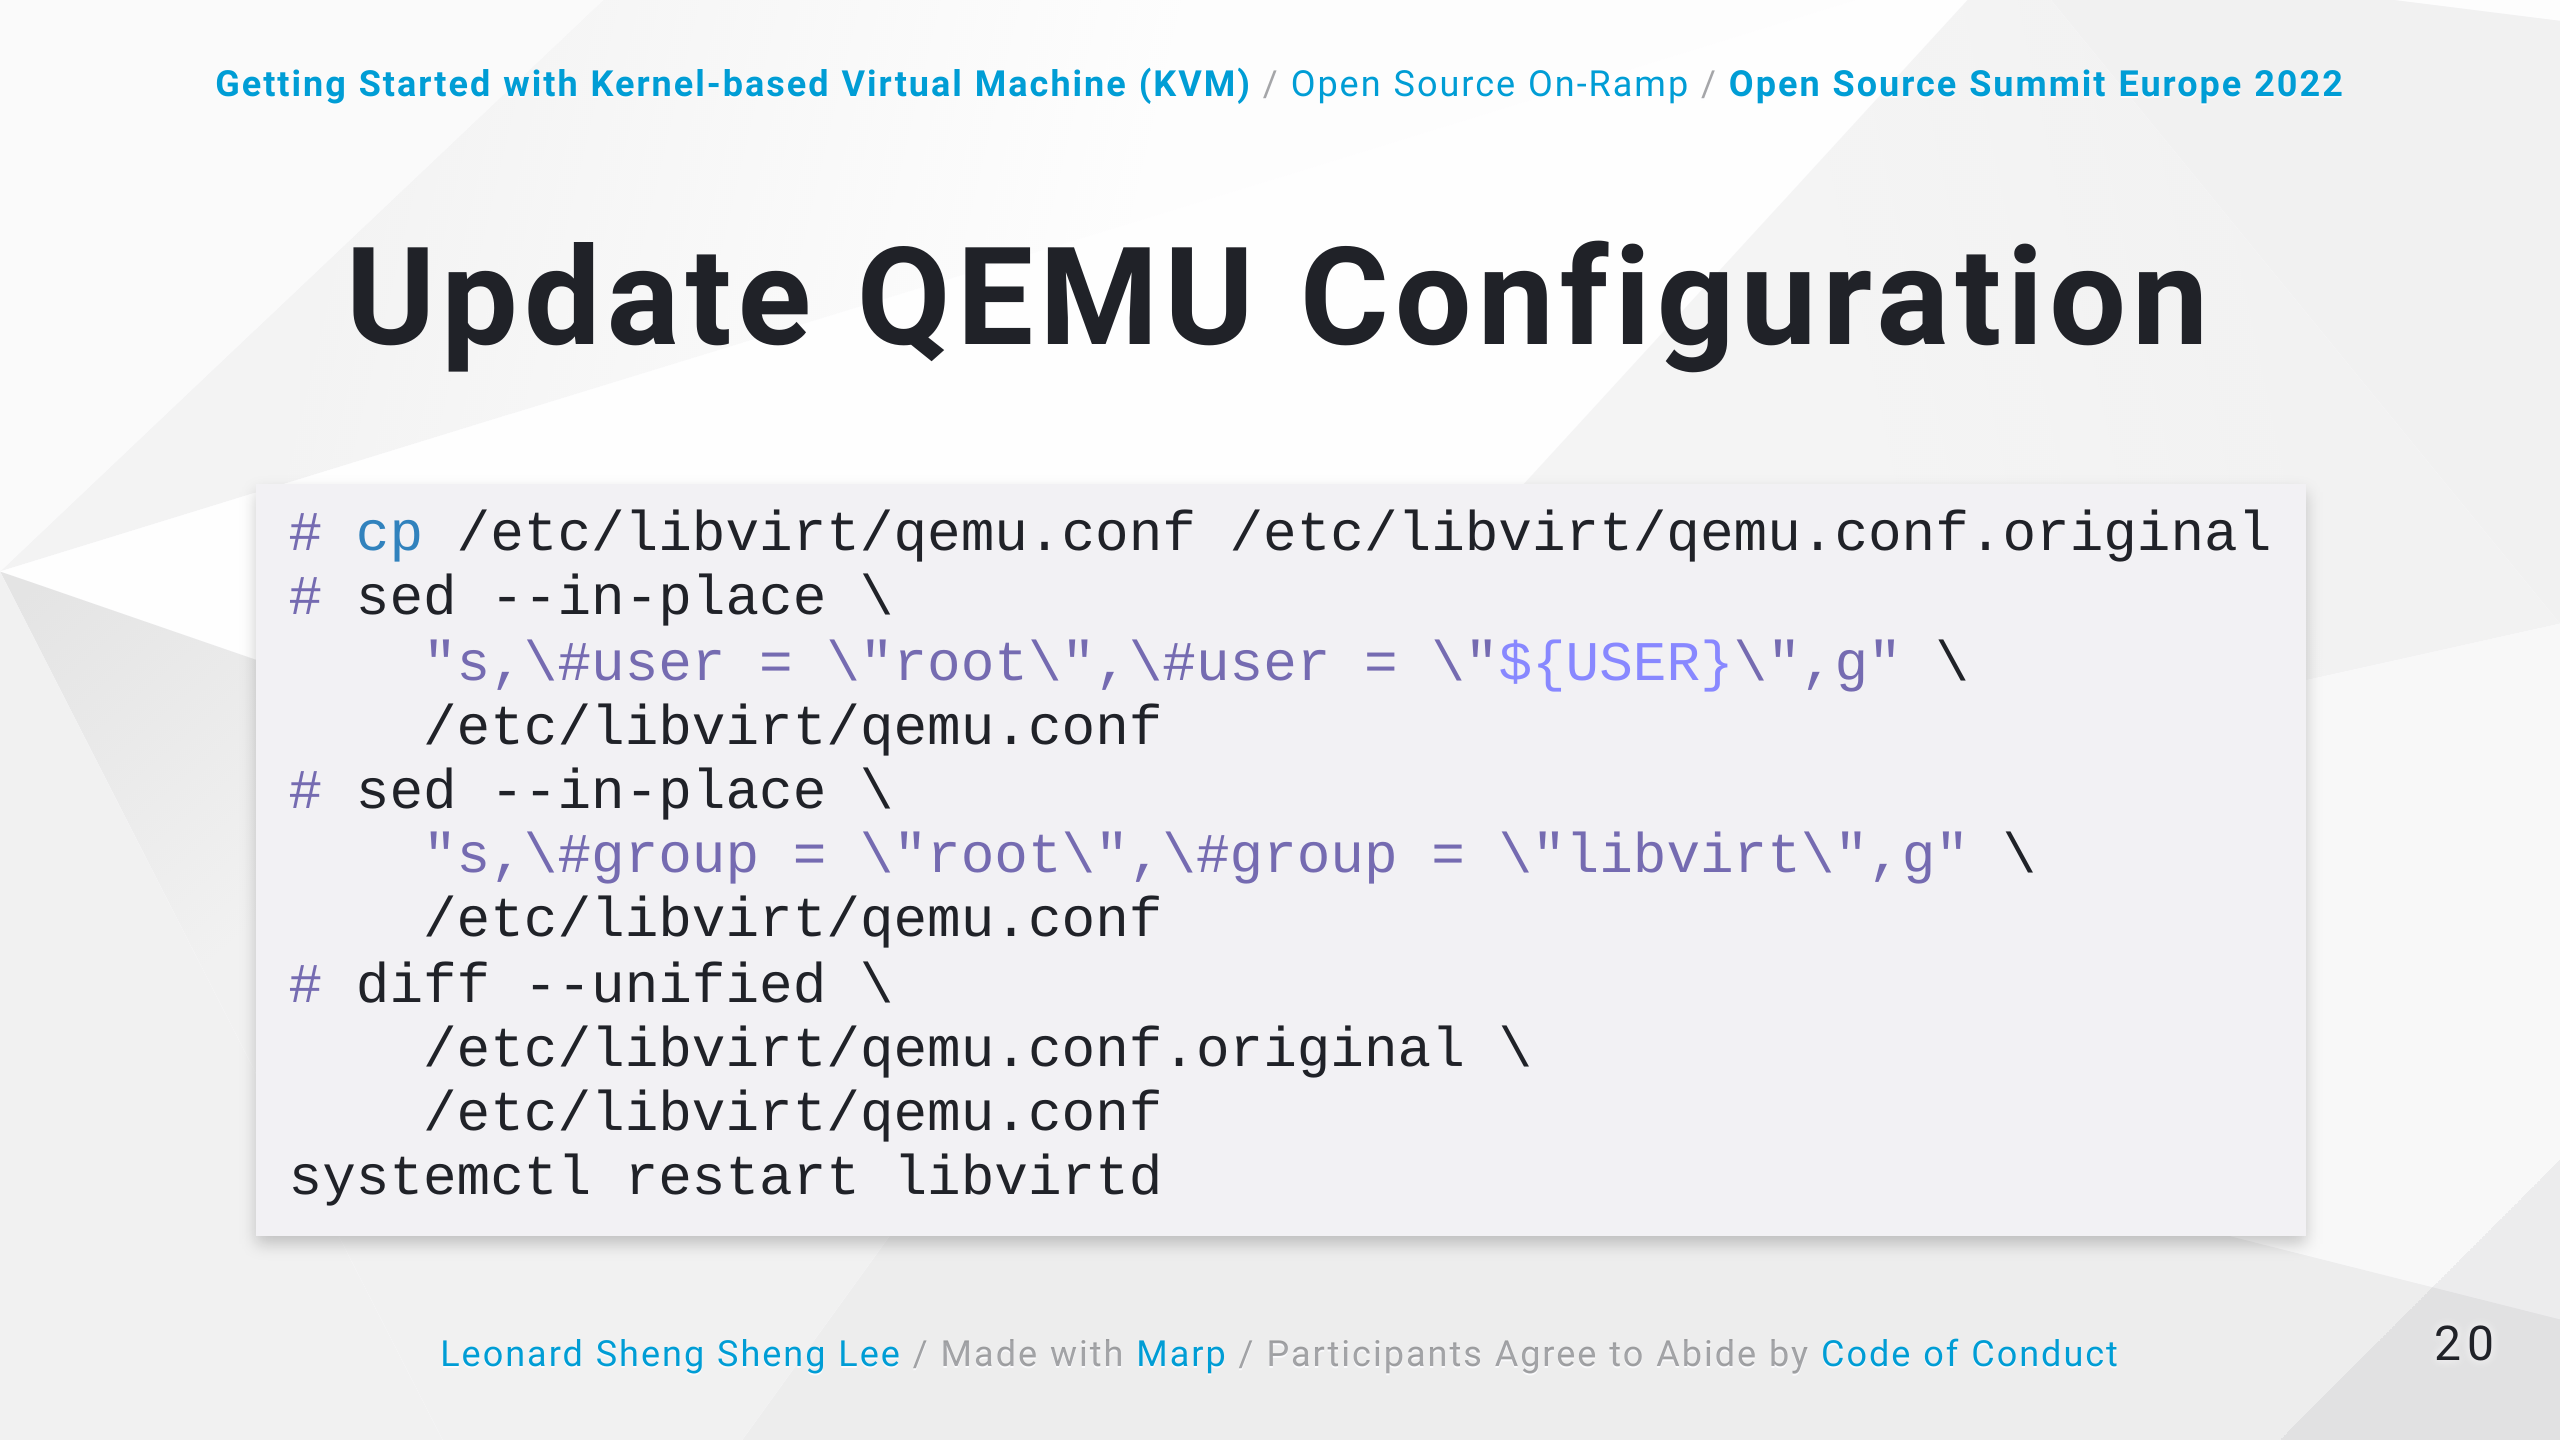 Getting Started with Kernel-based Virtual Machine (KVM) / Open Source On-Ramp / Open Source Summit Europe 2022
Update QEMU Configuration
# cp /etc/libvirt/qemu.conf /etc/libvirt/qemu.conf.original
# sed --in-place \
    "s,\#user = \"root\",\#user = \"${USER}\",g" \
    /etc/libvirt/qemu.conf
# sed --in-place \
    "s,\#group = \"root\",\#group = \"libvirt\",g" \
    /etc/libvirt/qemu.conf
# diff --unified \
    /etc/libvirt/qemu.conf.original \
    /etc/libvirt/qemu.conf
systemctl restart libvirtd
Leonard Sheng Sheng Lee / Made with Marp / Participants Agree to Abide by Code of Conduct
20